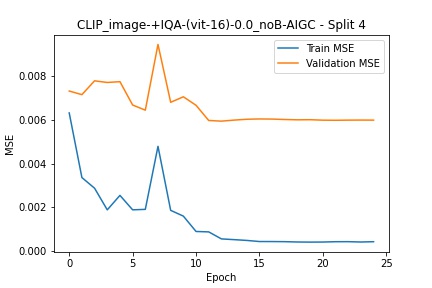 CLIP_image-+IQA-(vit-16)-0.0_noB-AIGC - Split 4
Train MSE
Validation MSE
0.008
0.006
0.004
0.002
0.000
MSE
0
5
10
15
20
25
Epoch